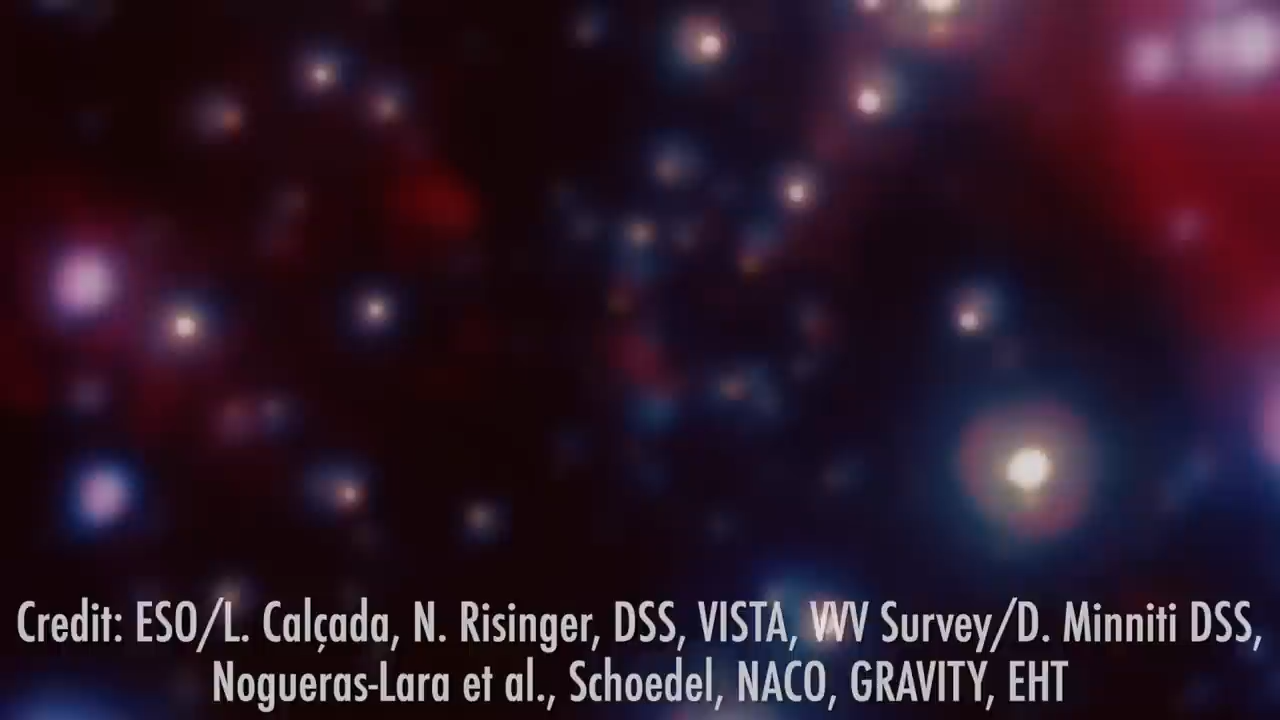 Credit: ESO/L. Calçada, N. Risinger, DSS, VISTA, VVV Survey/D. Minniti DSS,
Nogueras-Lara et al., Schoedel, NACO, GRAVITY, EHT